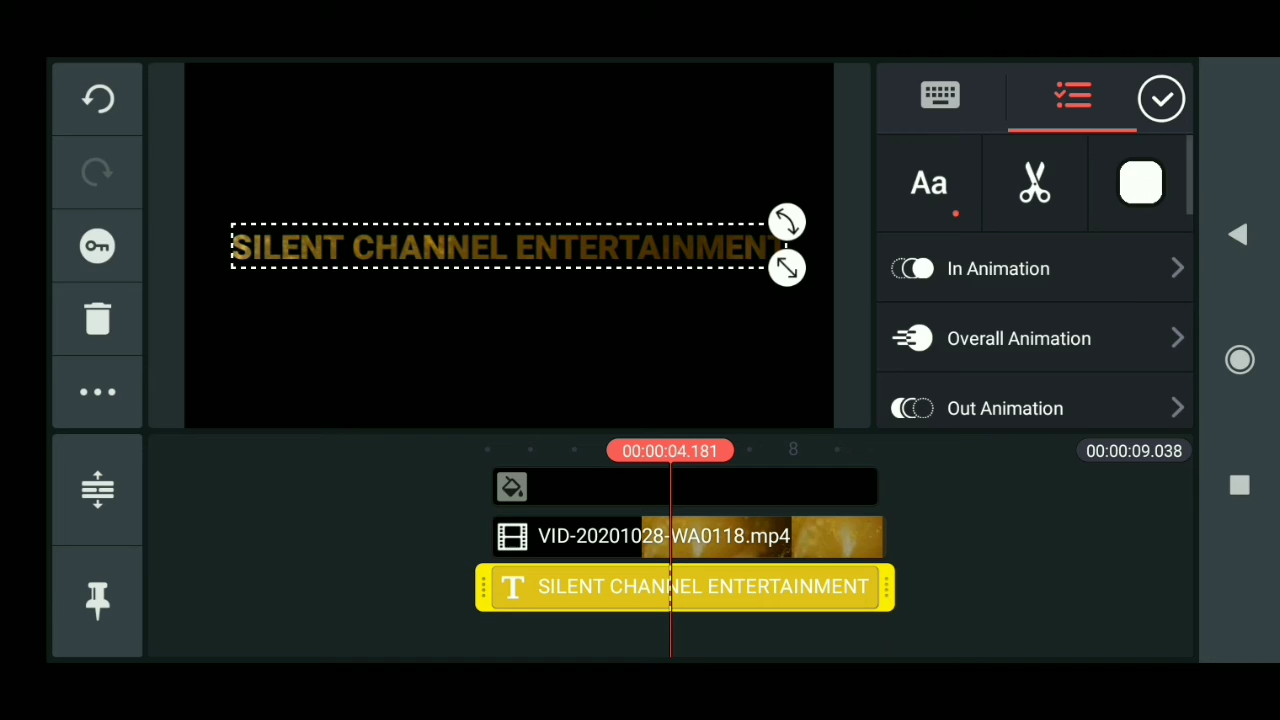 SILENT CHANNEL ENTERTAINMENT
Aa
In Animation
Overall Animation
Out Animation
00:00:04.181
8
00:00:09.038
VID-20201028-WA0118.mp4
T SILENT CHANNEL ENTERTAINMENT